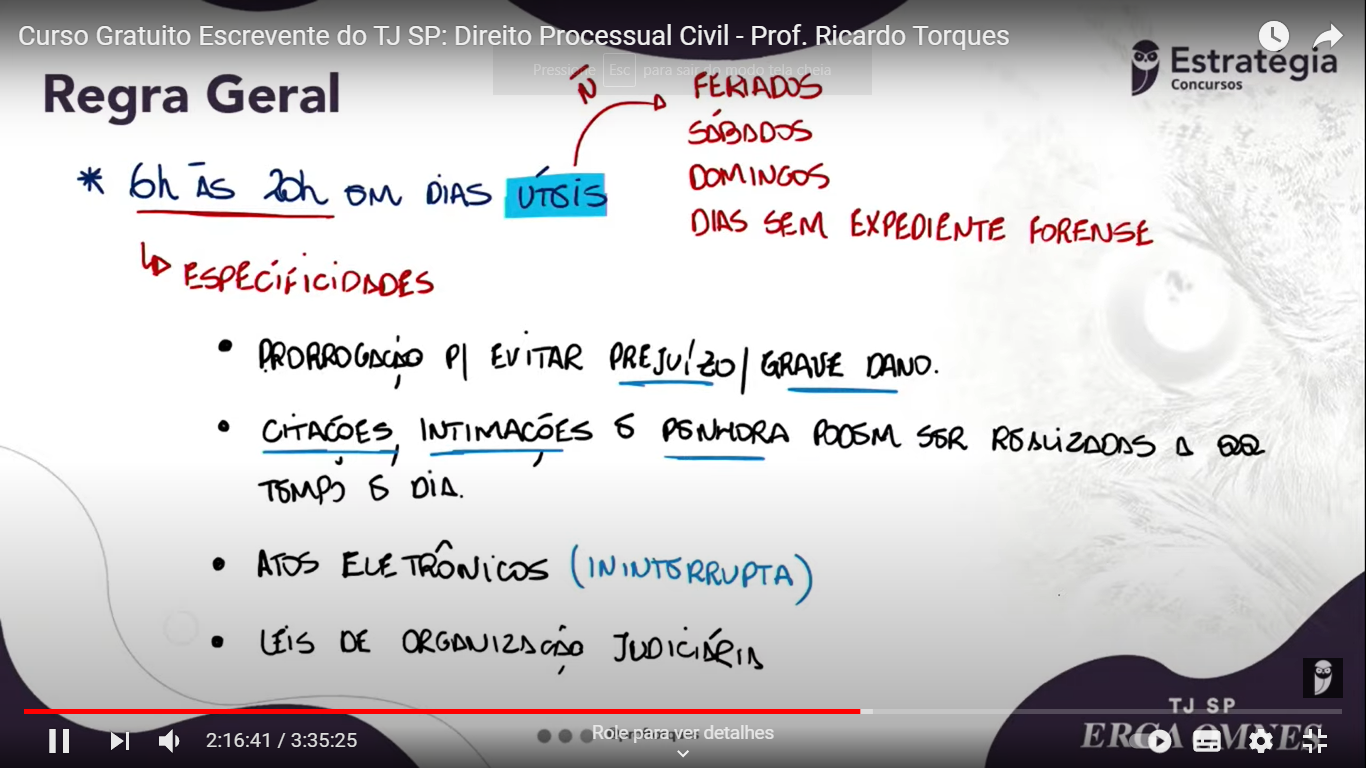 Curso Gratuito Escrevente do TJ SP: Direito Processual Civil - Prof. Ricardo Torques
Pressione Esc para sair do modo tela cheia
Estratégia
Concursos
Regra Geral
Ñ
FERIADOS
SÁBADOS
DOMINGOS
DIAS SEM EXPEDIENTE FORENSE
* 6h ÀS 20h EM DIAS ÚTEIS
ESPECIFICIDADES
• PRORROGAÇÃO P/ EVITAR PREJUÍZO/GRAVE DANO.
• CITAÇÕES, INTIMAÇÕES E PENHORA PODEM SER REALIZADAS A QQ
TEMPO E DIA.
• ATOS ELETRÔNICOS (ININTERRUPTA)
• LEIS DE ORGANIZAÇÃO JUDICIÁRIA
TJ SP
ERGA OMNES
Role para ver detalhes
2:16:41 / 3:35:25